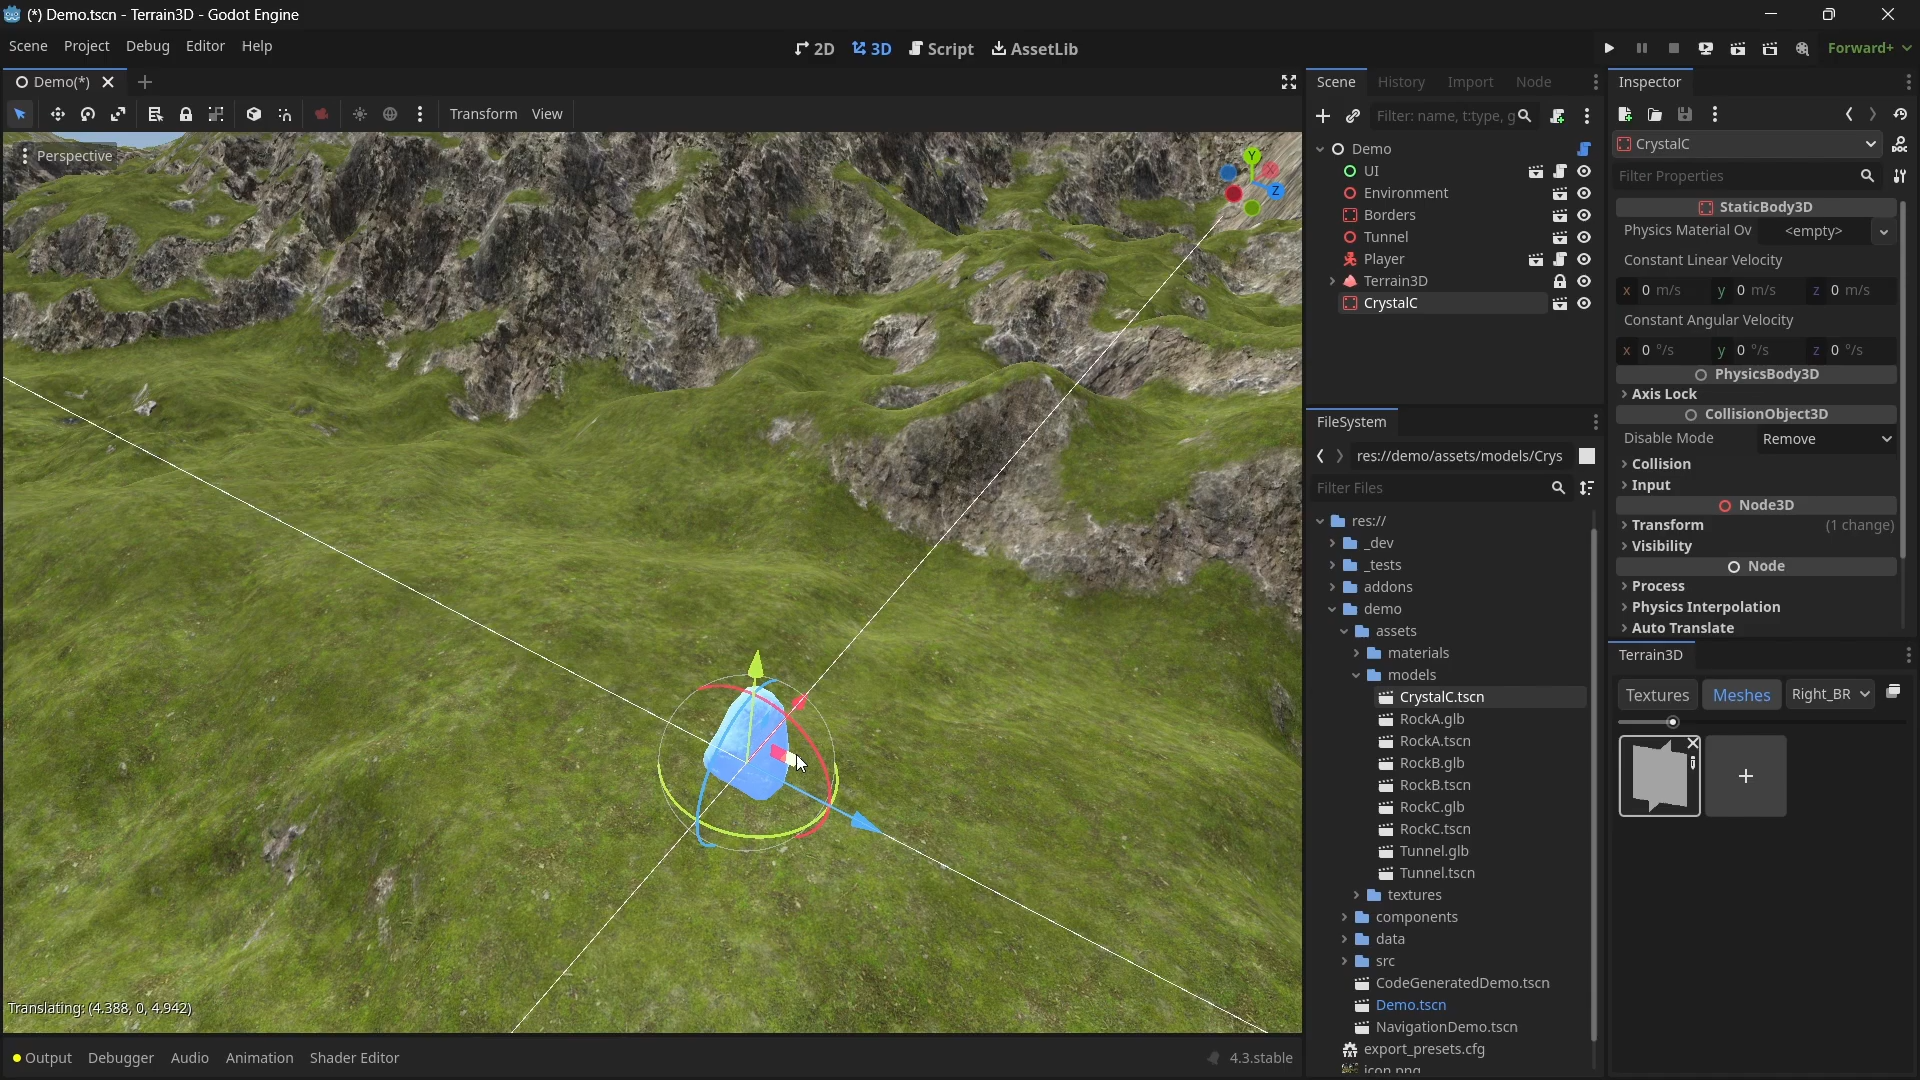 (*) Demo.tscn - Terrain3D - Godot Engine
Scene Project Debug Editor Help
2D 3D Script AssetLib
Forward+
Demo(*)
Transform View
Perspective
Y
X
Z
Translating: (4.388, 0, 4.942)
Output Debugger Audio Animation Shader Editor
4.3.stable
Scene History Import Node
Filter: name, t:type, g
Demo
UI
Environment
Borders
Tunnel
Player
Terrain3D
CrystalC
FileSystem
res://demo/assets/models/Crys
Filter Files
res://
_dev
_tests
addons
demo
assets
materials
models
CrystalC.tscn
RockA.glb
RockA.tscn
RockB.glb
RockB.tscn
RockC.glb
RockC.tscn
Tunnel.glb
Tunnel.tscn
textures
components
data
src
CodeGeneratedDemo.tscn
Demo.tscn
NavigationDemo.tscn
export_presets.cfg
icon.png
Inspector
CrystalC
DOC
Filter Properties
StaticBody3D
Physics Material Ov <empty>
Constant Linear Velocity
x 0 m/s y 0 m/s z 0 m/s
Constant Angular Velocity
x 0 °/s y 0 °/s z 0 °/s
PhysicsBody3D
Axis Lock
CollisionObject3D
Disable Mode Remove
Collision
Input
Node3D
Transform (1 change)
Visibility
Node
Process
Physics Interpolation
Auto Translate
Terrain3D
Textures Meshes Right_BR